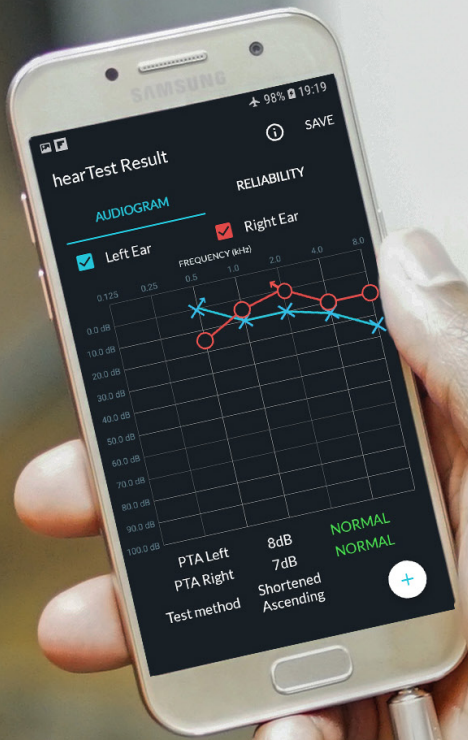 SAMSUNG
98% 19:19
hearTest Result
SAVE
AUDIOGRAM
RELIABILITY
Left Ear
Right Ear
FREQUENCY (kHz)
0.125 0.25 0.5 1.0 2.0 4.0 8.0
0.0 dB
10.0 dB
20.0 dB
30.0 dB
40.0 dB
50.0 dB
60.0 dB
70.0 dB
80.0 dB
90.0 dB
100.0 dB
PTA Left 8dB NORMAL
PTA Right 7dB NORMAL
Test method Shortened
Ascending